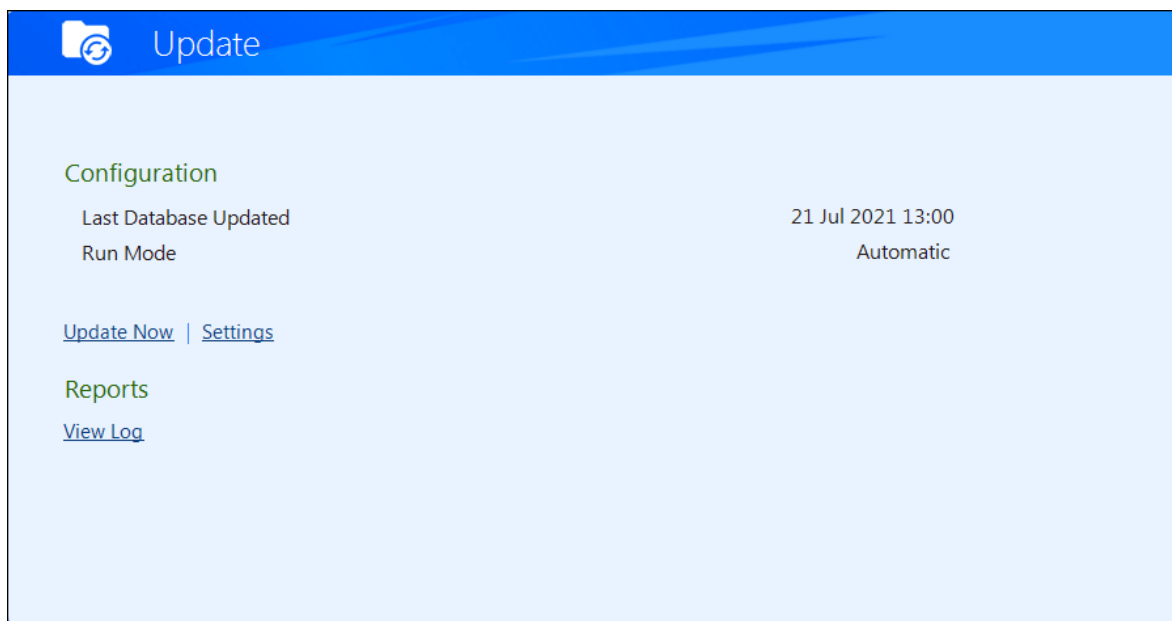 Update
Configuration
Last Database Updated 21 Jul 2021 13:00
Run Mode Automatic
Update Now | Settings
Reports
View Log